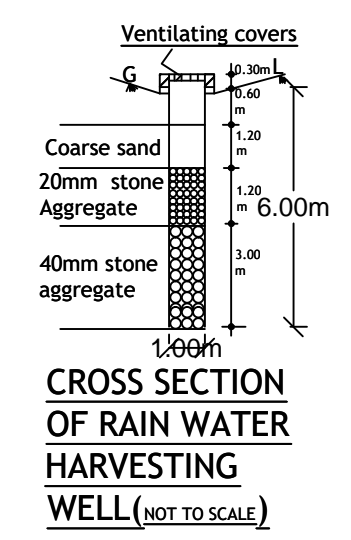 Ventilating covers
G
L
0.30m
0.60
m
Coarse sand
1.20
m
20mm stone
Aggregate
1.20
m
6.00m
40mm stone
aggregate
3.00
m
1.00m
CROSS SECTION
OF RAIN WATER
HARVESTING
WELL(NOT TO SCALE)